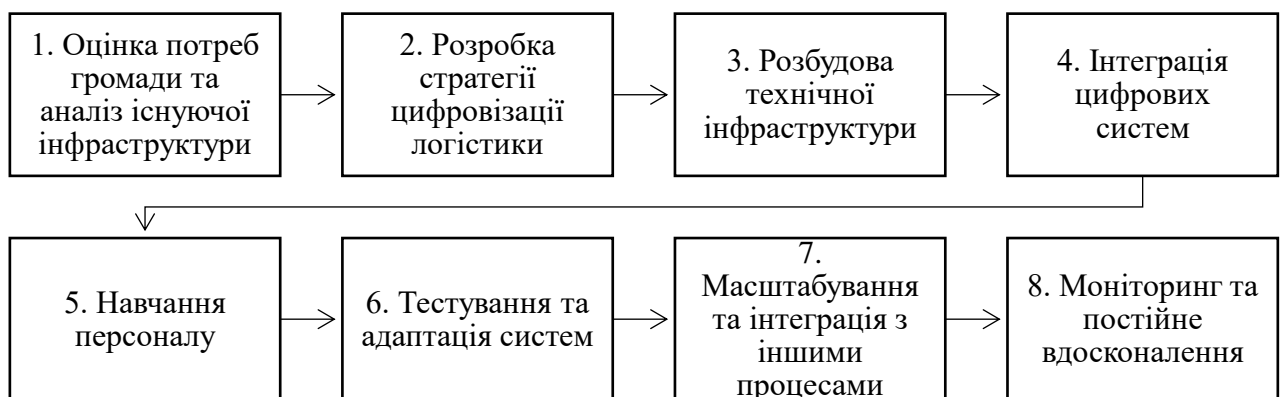 1. Оцінка потреб
громади та
аналіз існуючої
інфраструктури
2. Розробка
стратегії
цифровізації
логістики
3. Розбудова
технічної
інфраструктури
4. Інтеграція
цифрових
систем
5. Навчання
персоналу
6. Тестування та
адаптація систем
7.
Масштабування
та інтеграція з
іншими
процесами
8. Моніторинг та
постійне
вдосконалення